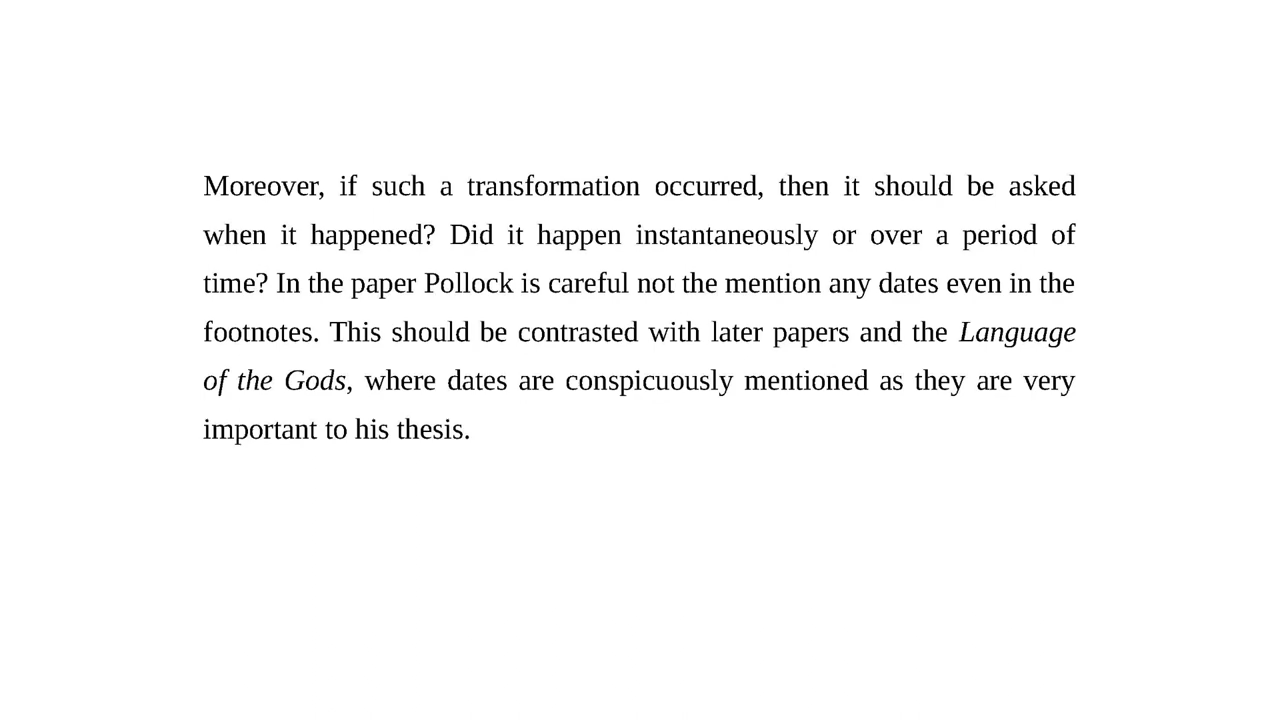 Moreover, if such a transformation occurred, then it should be asked
when it happened? Did it happen instantaneously or over a period of
time? In the paper Pollock is careful not the mention any dates even in the
footnotes. This should be contrasted with later papers and the Language
of the Gods, where dates are conspicuously mentioned as they are very
important to his thesis.